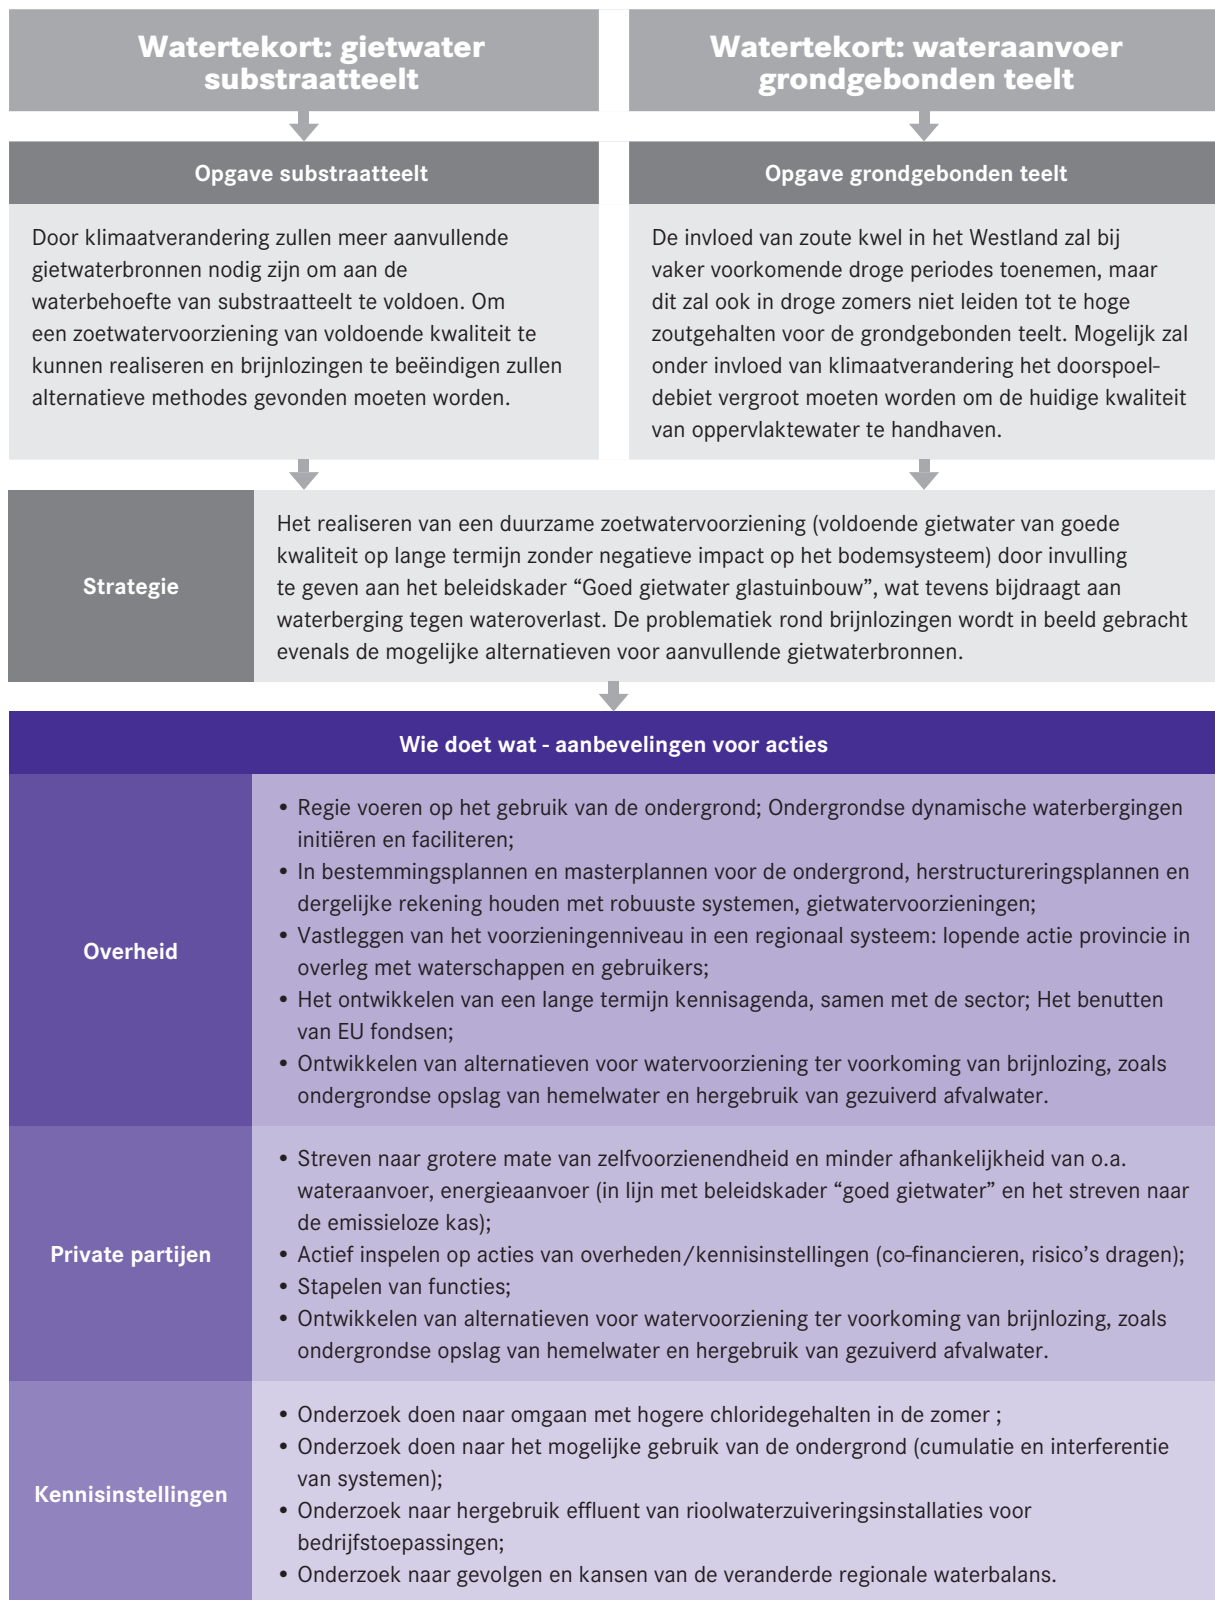 Watertekort: gietwater
substraatteelt
Watertekort: wateraanvoer
grondgebonden teelt
Opgave substraatteelt
Opgave grondgebonden teelt
Door klimaatverandering zullen meer aanvullende
gietwaterbronnen nodig zijn om aan de
waterbehoefte van substraatteelt te voldoen. Om
een zoetwatervoorziening van voldoende kwaliteit te
kunnen realiseren en brijnlozingen te beëindigen zullen
alternatieve methodes gevonden moeten worden.
De invloed van zoute kwel in het Westland zal bij
vaker voorkomende droge periodes toenemen, maar
dit zal ook in droge zomers niet leiden tot te hoge
zoutgehalten voor de grondgebonden teelt. Mogelijk zal
onder invloed van klimaatverandering het doorspoel-
debiet vergroot moeten worden om de huidige kwaliteit
van oppervlaktewater te handhaven.
Strategie
Het realiseren van een duurzame zoetwatervoorziening (voldoende gietwater van goede
kwaliteit op lange termijn zonder negatieve impact op het bodemsysteem) door invulling
te geven aan het beleidskader “Goed gietwater glastuinbouw”, wat tevens bijdraagt aan
waterberging tegen wateroverlast. De problematiek rond brijnlozingen wordt in beeld gebracht
evenals de mogelijke alternatieven voor aanvullende gietwaterbronnen.
Wie doet wat - aanbevelingen voor acties
Overheid
• Regie voeren op het gebruik van de ondergrond; Ondergrondse dynamische waterbergingen
initiëren en faciliteren;
• In bestemmingsplannen en masterplannen voor de ondergrond, herstructureringsplannen en
dergelijke rekening houden met robuuste systemen, gietwatervoorzieningen;
• Vastleggen van het voorzieningenniveau in een regionaal systeem: lopende actie provincie in
overleg met waterschappen en gebruikers;
• Het ontwikkelen van een lange termijn kennisagenda, samen met de sector; Het benutten
van EU fondsen;
• Ontwikkelen van alternatieven voor watervoorziening ter voorkoming van brijnlozing, zoals
ondergrondse opslag van hemelwater en hergebruik van gezuiverd afvalwater.
Private partijen
• Streven naar grotere mate van zelfvoorzienendheid en minder afhankelijkheid van o.a.
wateraanvoer, energieaanvoer (in lijn met beleidskader “goed gietwater” en het streven naar
de emissieloze kas);
• Actief inspelen op acties van overheden/kennisinstellingen (co-financieren, risico’s dragen);
• Stapelen van functies;
• Ontwikkelen van alternatieven voor watervoorziening ter voorkoming van brijnlozing, zoals
ondergrondse opslag van hemelwater en hergebruik van gezuiverd afvalwater.
Kennisinstellingen
• Onderzoek doen naar omgaan met hogere chloridegehalten in de zomer ;
• Onderzoek doen naar het mogelijke gebruik van de ondergrond (cumulatie en interferentie
van systemen);
• Onderzoek naar hergebruik effluent van rioolwaterzuiveringsinstallaties voor
bedrijfstoepassingen;
• Onderzoek naar gevolgen en kansen van de veranderde regionale waterbalans.